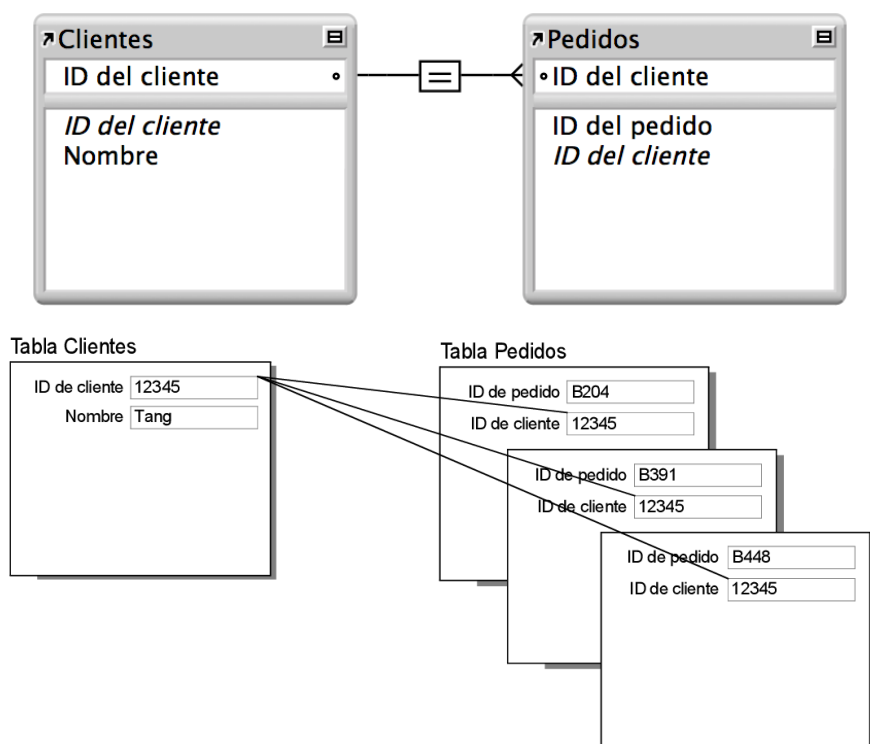 Clientes
ID del cliente
ID del cliente
Nombre
=
Pedidos
ID del cliente
ID del pedido
ID del cliente
Tabla Clientes
ID de cliente 12345
Nombre Tang
Tabla Pedidos
ID de pedido B204
ID de cliente 12345
ID de pedido B391
ID de cliente 12345
ID de pedido B448
ID de cliente 12345